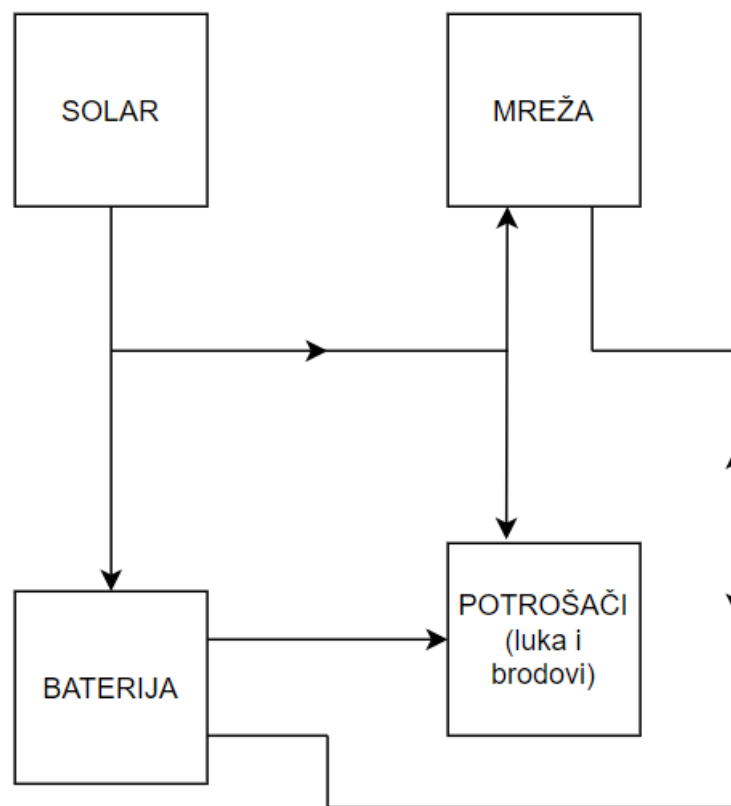 SOLAR
MREŽA
BATERIJA
POTROŠAČI
(luka i
brodovi)